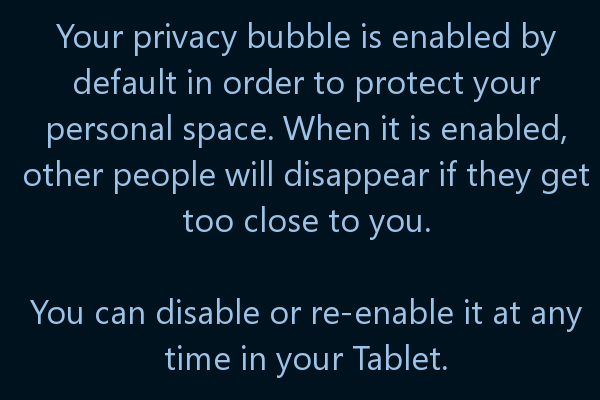 Your privacy bubble is enabled by
default in order to protect your
personal space. When it is enabled,
other people will disappear if they get
too close to you.
You can disable or re-enable it at any
time in your Tablet.